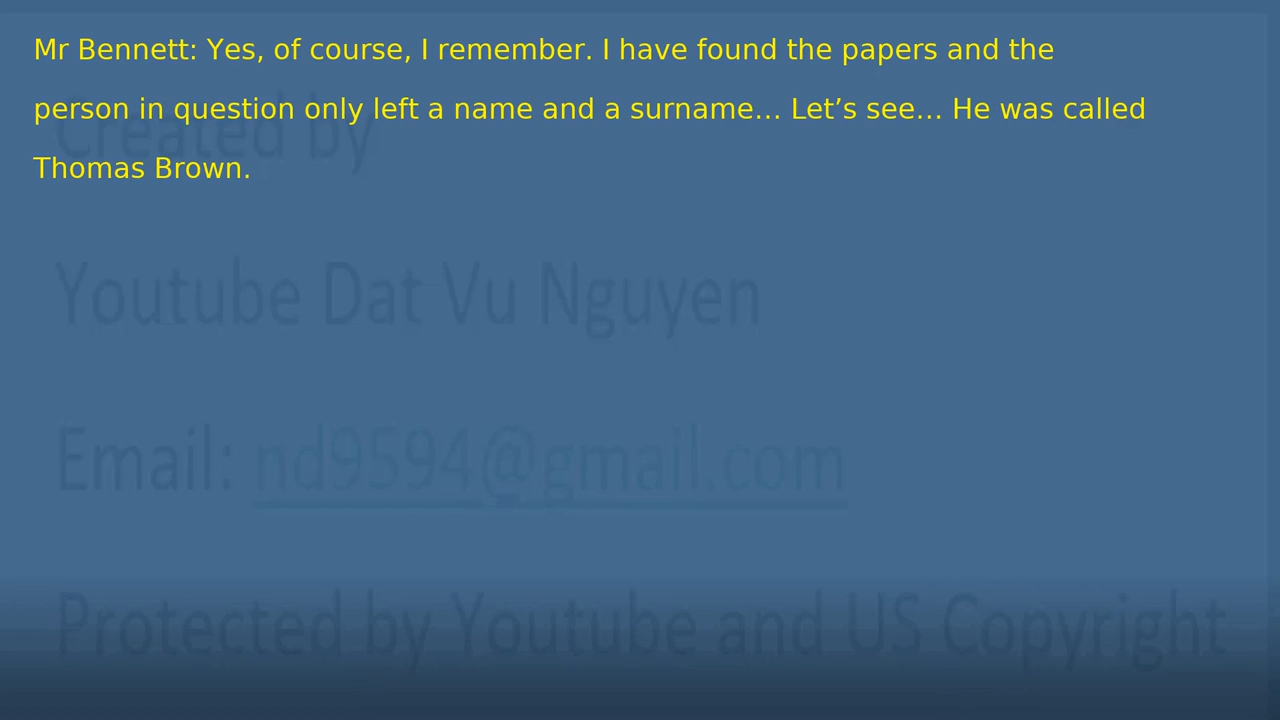 Mr Bennett: Yes, of course, I remember. I have found the papers and the
person in question only left a name and a surname... Let’s see... He was called
Thomas Brown.
Created by
Youtube Dat Vu Nguyen
Email: nd9594@gmail.com
Protected by Youtube and US Copyright